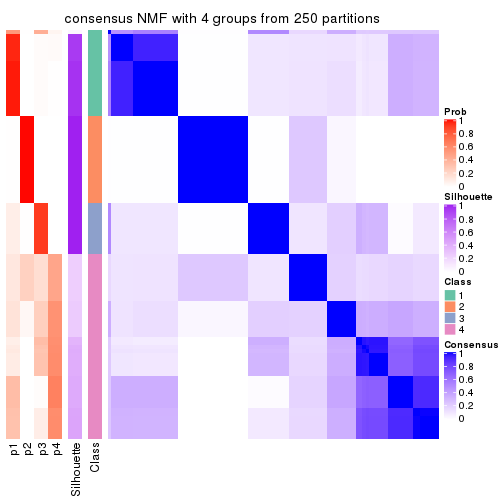 consensus NMF with 4 groups from 250 partitions
Prob
1
0.8
0.6
0.4
0.2
0
Silhouette
1
0.8
0.6
0.4
0.2
0
Class
1
2
3
4
Consensus
1
0.8
0.6
0.4
0.2
0
p1
p2
p3
p4
Silhouette
Class